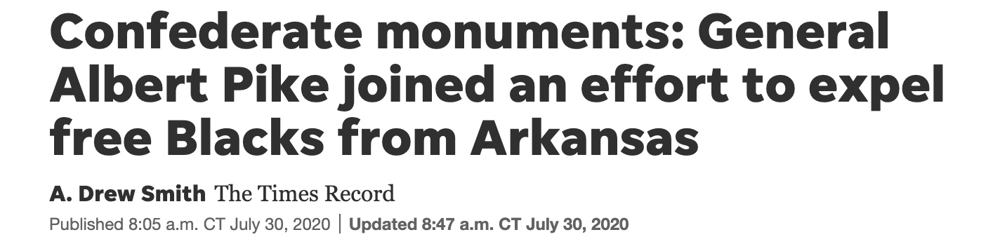 Confederate monuments: General
Albert Pike joined an effort to expel
free Blacks from Arkansas
A. Drew Smith The Times Record
Published 8:05 a.m. CT July 30, 2020 | Updated 8:47 a.m. CT July 30, 2020